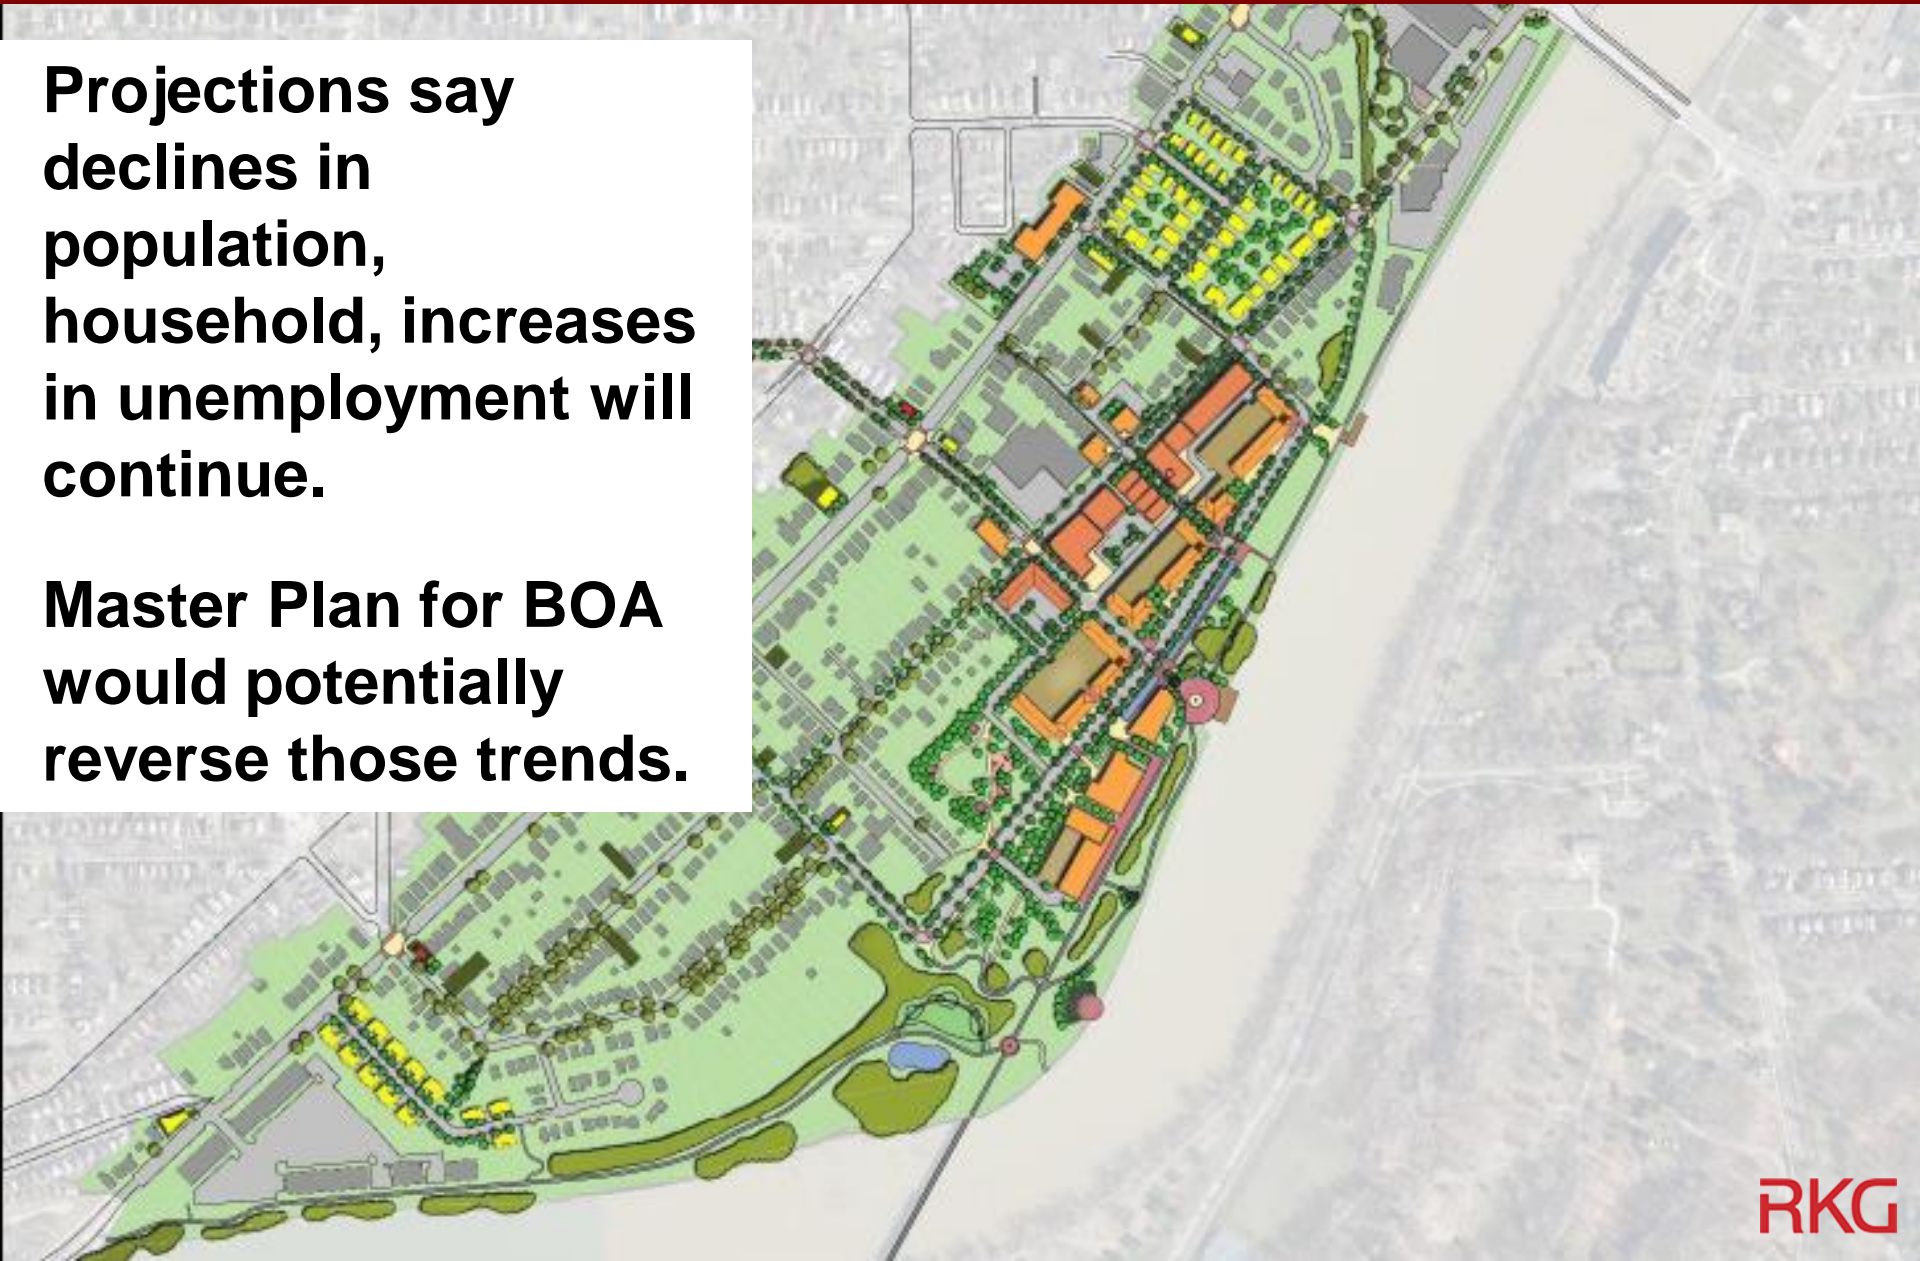 Projections say
declines in
population,
household, increases
in unemployment will
continue.
Master Plan for BOA
would potentially
reverse those trends.
RKG